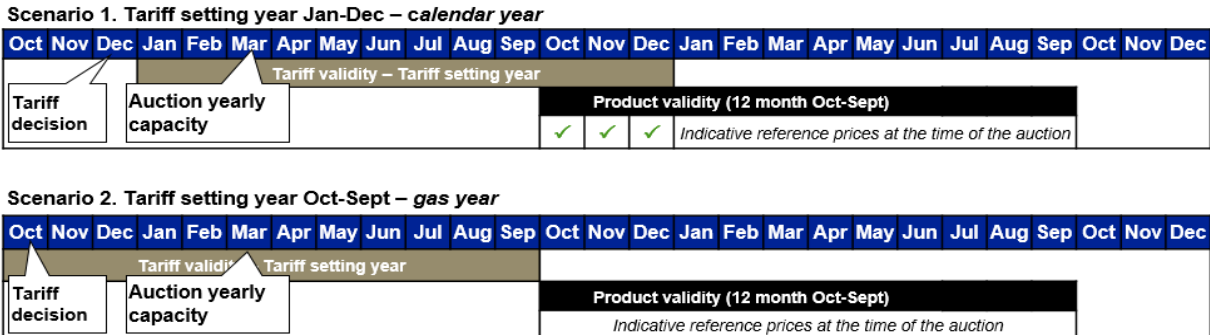 Scenario 1. Tariff setting year Jan-Dec – calendar year
Oct Nov Dec Jan Feb Mar Apr May Jun Jul Aug Sep Oct Nov Dec Jan Feb Mar Apr May Jun Jul Aug Sep Oct Nov Dec
Tariff validity – Tariff setting year
Tariff
decision
Auction yearly
capacity
Product validity (12 month Oct-Sept)
✓ ✓ ✓ Indicative reference prices at the time of the auction
Scenario 2. Tariff setting year Oct-Sept – gas year
Oct Nov Dec Jan Feb Mar Apr May Jun Jul Aug Sep Oct Nov Dec Jan Feb Mar Apr May Jun Jul Aug Sep Oct Nov Dec
Tariff validit Tariff setting year
Tariff
decision
Auction yearly
capacity
Product validity (12 month Oct-Sept)
Indicative reference prices at the time of the auction